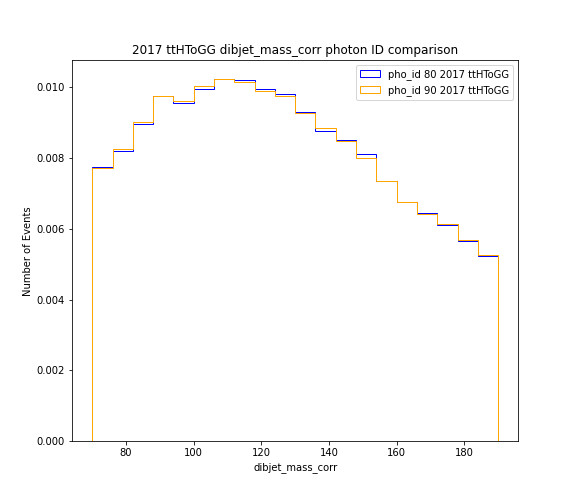 2017 ttHToGG dibjet_mass_corr photon ID comparison
pho_id 80 2017 ttHToGG
pho_id 90 2017 ttHToGG
0.010
0.008
0.006
0.004
0.002
0.000
Number of Events
80
100
120
140
160
180
dibjet_mass_corr